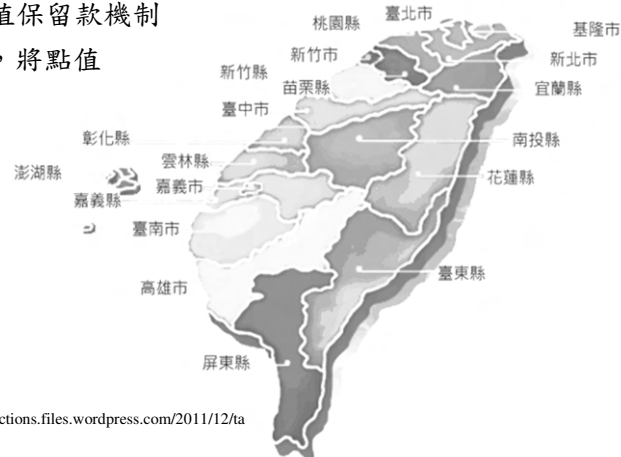 值保留款機制
，將點值
臺北市
桃園縣
基隆市
新竹市
新北市
新竹縣
苗栗縣
宜蘭縣
臺中市
彰化縣
南投縣
雲林縣
澎湖縣
嘉義市
花蓮縣
嘉義縣
臺南市
臺東縣
高雄市
屏東縣
ctions.files.wordpress.com/2011/12/ta